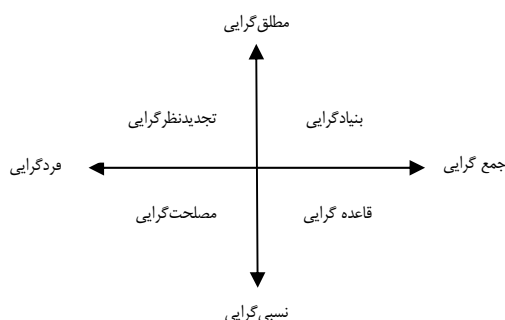 مطلق‌گرایی
بنیادگرایی
تجدیدنظرگرایی
جمع گرایی
فردگرایی
قاعده گرایی
مصلحت‌گرایی
نسبی‌گرایی